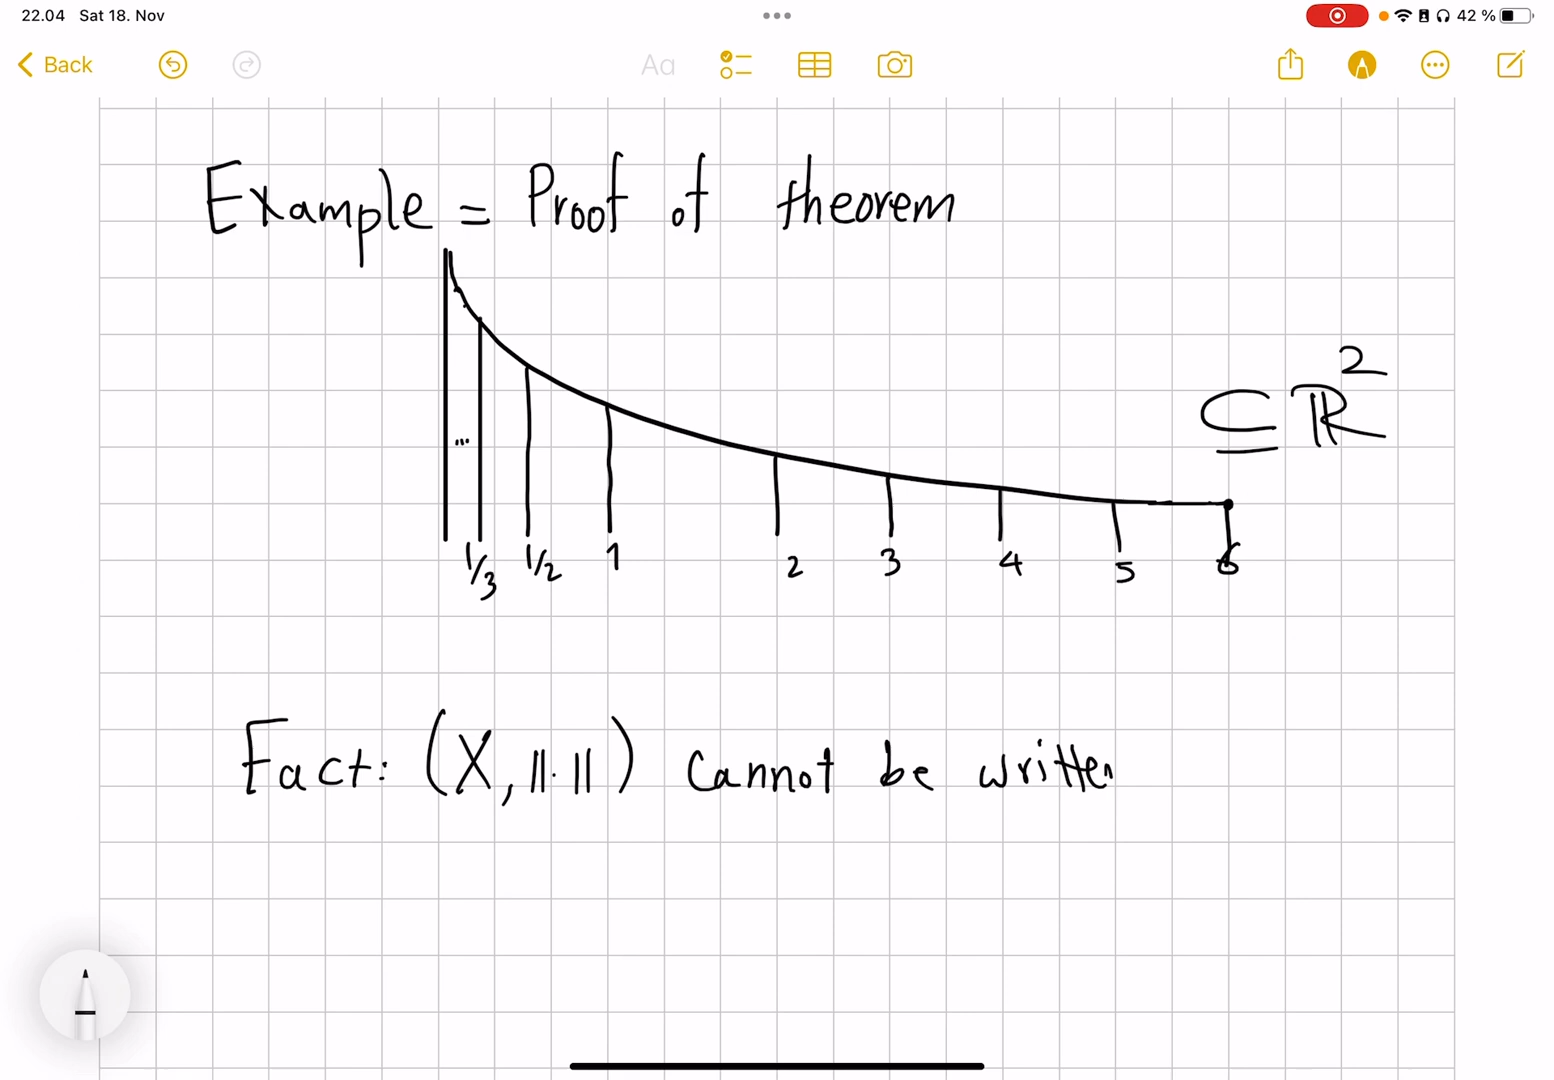 22.04 Sat 18. Nov
42 %
Back
Aa
Example = Proof of theorem
⊆ ℝ²
...
1/3 1/2 1 2 3 4 5 6
Fact: (X, ||·||) cannot be written